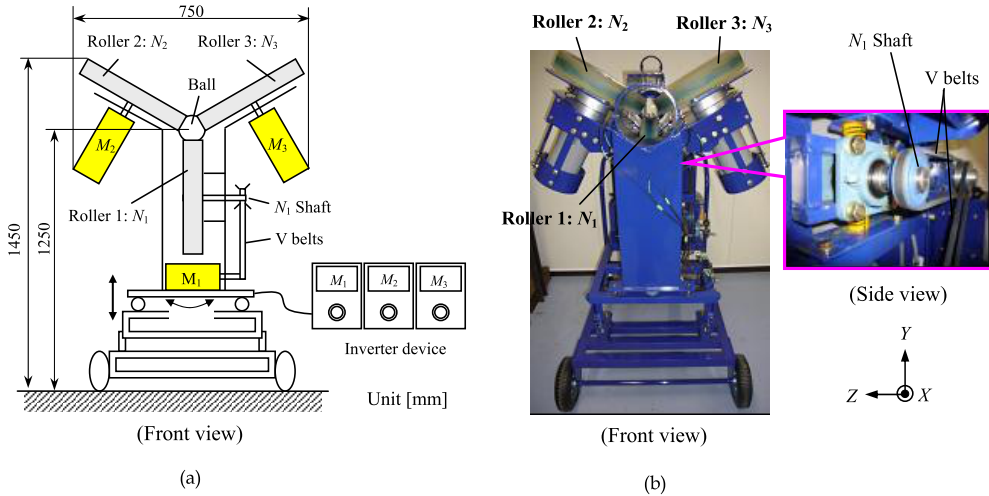 750
Roller 2: N2
Roller 3: N3
Ball
M2
M3
1450
1250
Roller 1: N1
N1 Shaft
V belts
M1
M1
M2
M3
Inverter device
Unit [mm]
(Front view)
(a)
Roller 2: N2
Roller 3: N3
N1 Shaft
V belts
Roller 1: N1
(Side view)
Y
Z
X
(Front view)
(b)